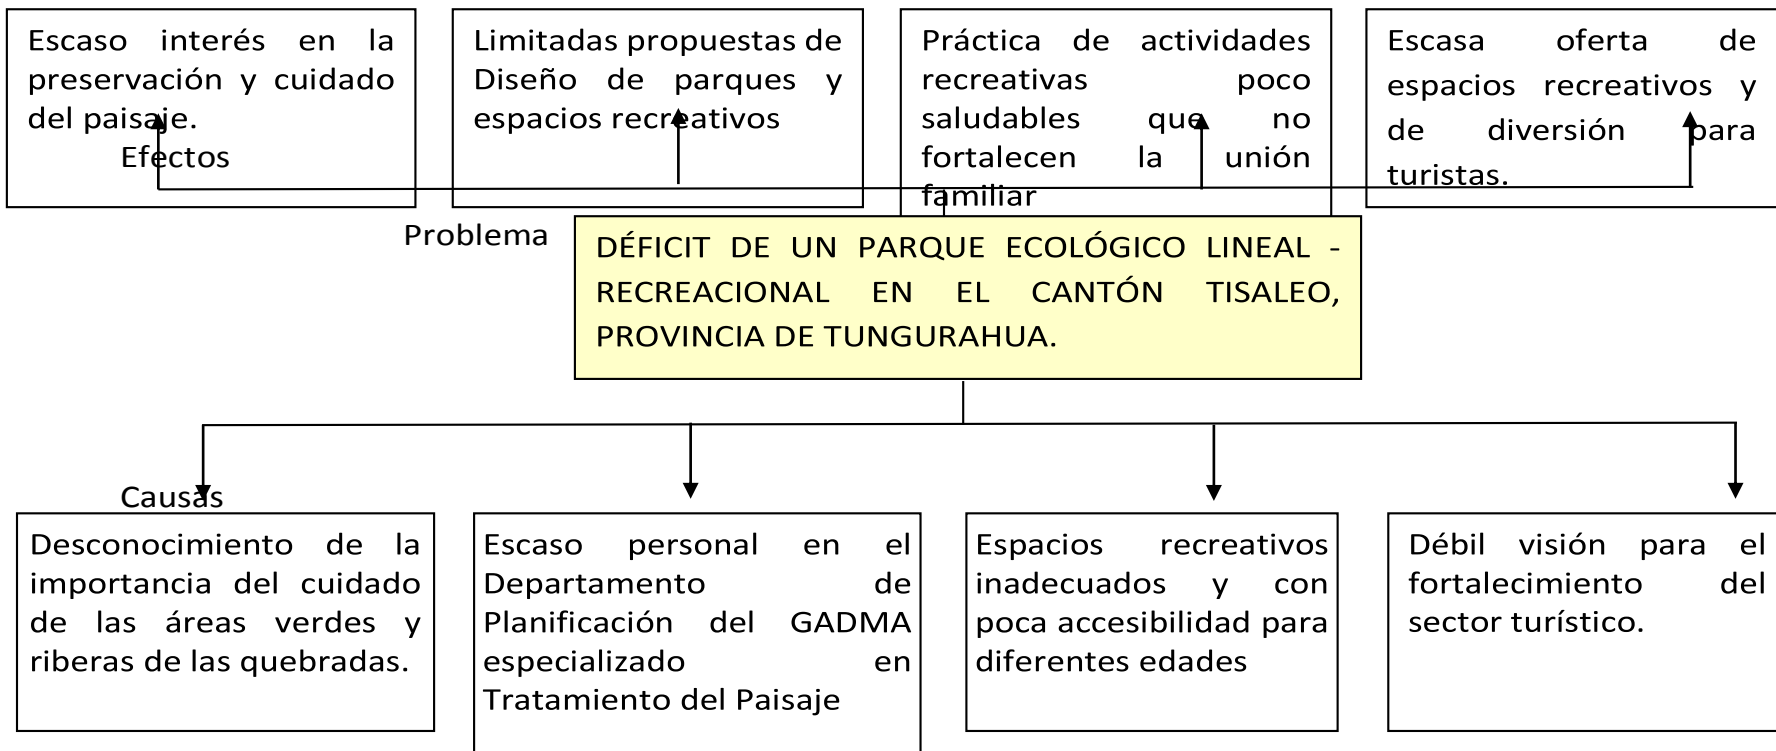 Escaso interés en la
preservación y cuidado
del paisaje.
Efectos
Limitadas propuestas de
Diseño de parques y
espacios recreativos
Práctica de actividades
recreativas poco
saludables que no
fortalecen la unión
familiar
Escasa oferta de
espacios recreativos y
de diversión para
turistas.
Problema
DÉFICIT DE UN PARQUE ECOLÓGICO LINEAL -
RECREACIONAL EN EL CANTÓN TISALEO,
PROVINCIA DE TUNGURAHUA.
Causas
Desconocimiento de la
importancia del cuidado
de las áreas verdes y
riberas de las quebradas.
Escaso personal en el
Departamento de
Planificación del GADMA
especializado en
Tratamiento del Paisaje
Espacios recreativos
inadecuados y con
poca accesibilidad para
diferentes edades
Débil visión para el
fortalecimiento del
sector turístico.